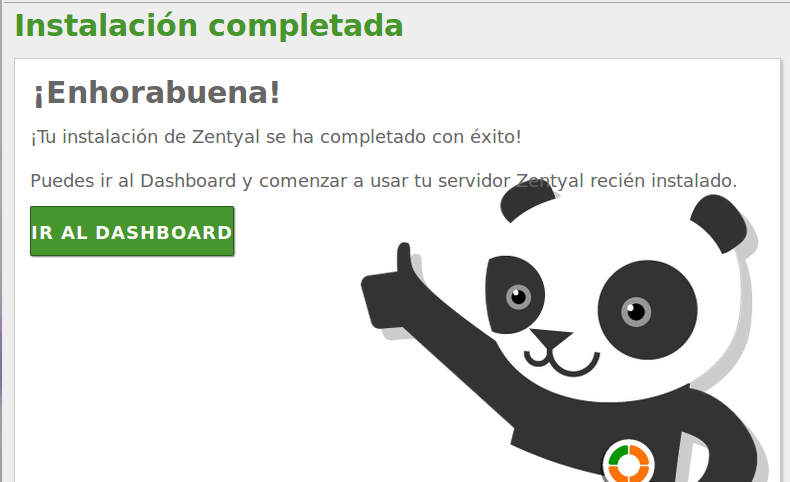 Instalación completada
¡Enhorabuena!
¡Tu instalación de Zentyal se ha completado con éxito!
Puedes ir al Dashboard y comenzar a usar tu servidor Zentyal recién instalado.
IR AL DASHBOARD